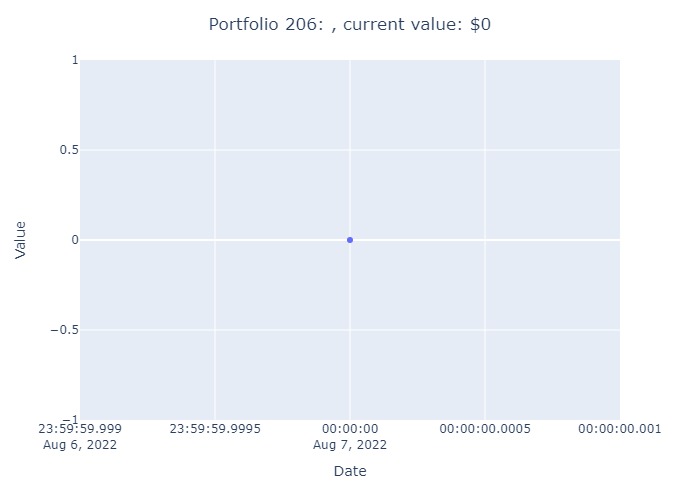 Portfolio 206: , current value: $0
1
0.5
0
−0.5
−1
Value
23:59:59.999 23:59:59.9995 00:00:00 00:00:00.0005 00:00:00.001
Aug 6, 2022 Aug 7, 2022
Date